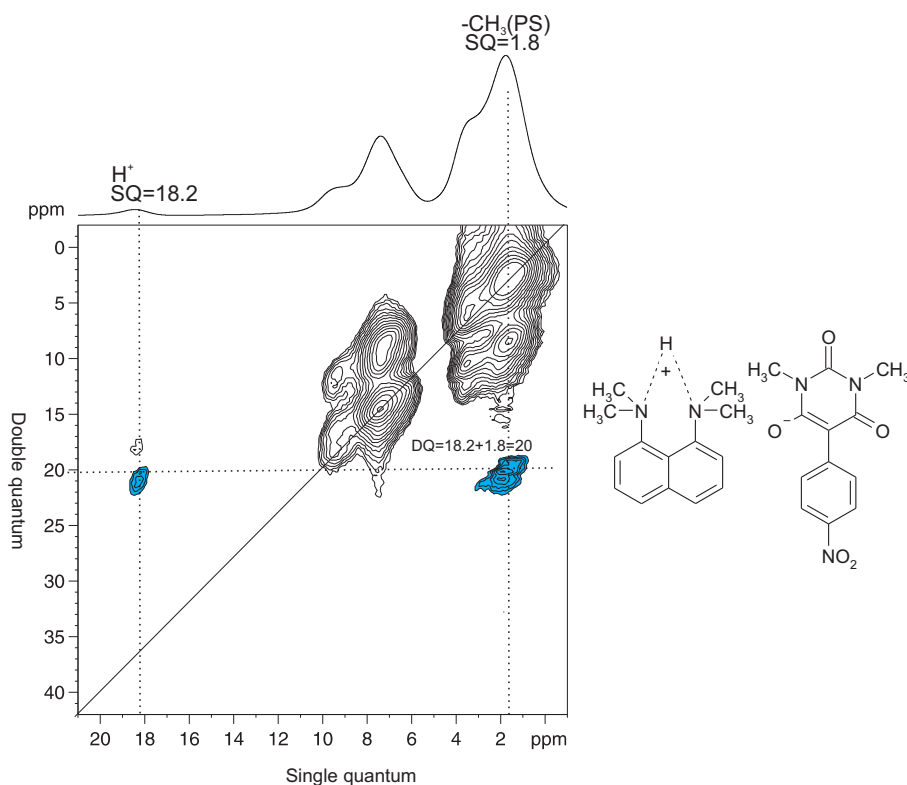 -CH₃(PS)
SQ=1.8
H⁺
SQ=18.2
ppm
0
5
10
15
20
25
30
35
40
Double quantum
DQ=18.2+1.8=20
20 18 16 14 12 10 8 6 4 2 ppm
Single quantum
H
+
H₃C
CH₃
H₃C
N
N
CH₃
O
H₃C
N
N
CH₃
O⁻
O
NO₂